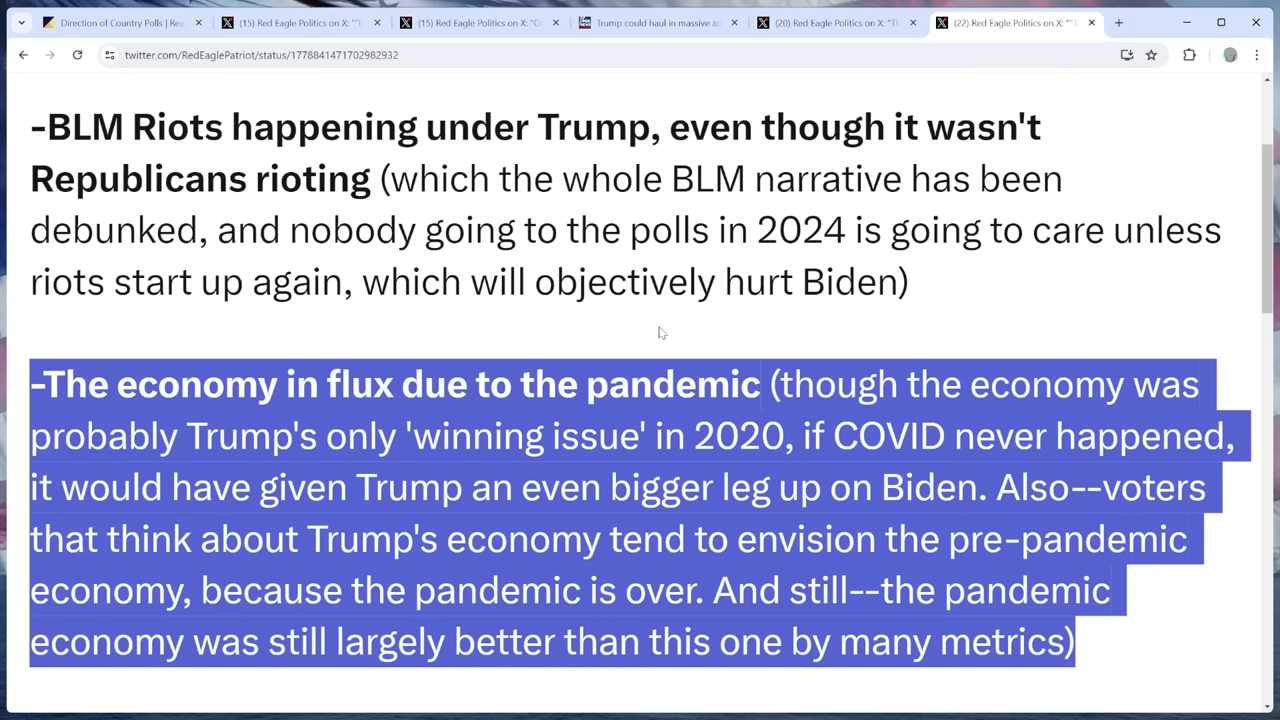 Direction of Country Polls | Rea
(15) Red Eagle Politics on X: "“I
(15) Red Eagle Politics on X: "O
Trump could haul in massive an
(20) Red Eagle Politics on X: "Th
(22) Red Eagle Politics on X: "“T
twitter.com/RedEaglePatriot/status/1778841471702982932
-BLM Riots happening under Trump, even though it wasn't
Republicans rioting (which the whole BLM narrative has been
debunked, and nobody going to the polls in 2024 is going to care unless
riots start up again, which will objectively hurt Biden)
-The economy in flux due to the pandemic (though the economy was
probably Trump's only 'winning issue' in 2020, if COVID never happened,
it would have given Trump an even bigger leg up on Biden. Also--voters
that think about Trump's economy tend to envision the pre-pandemic
economy, because the pandemic is over. And still--the pandemic
economy was still largely better than this one by many metrics)